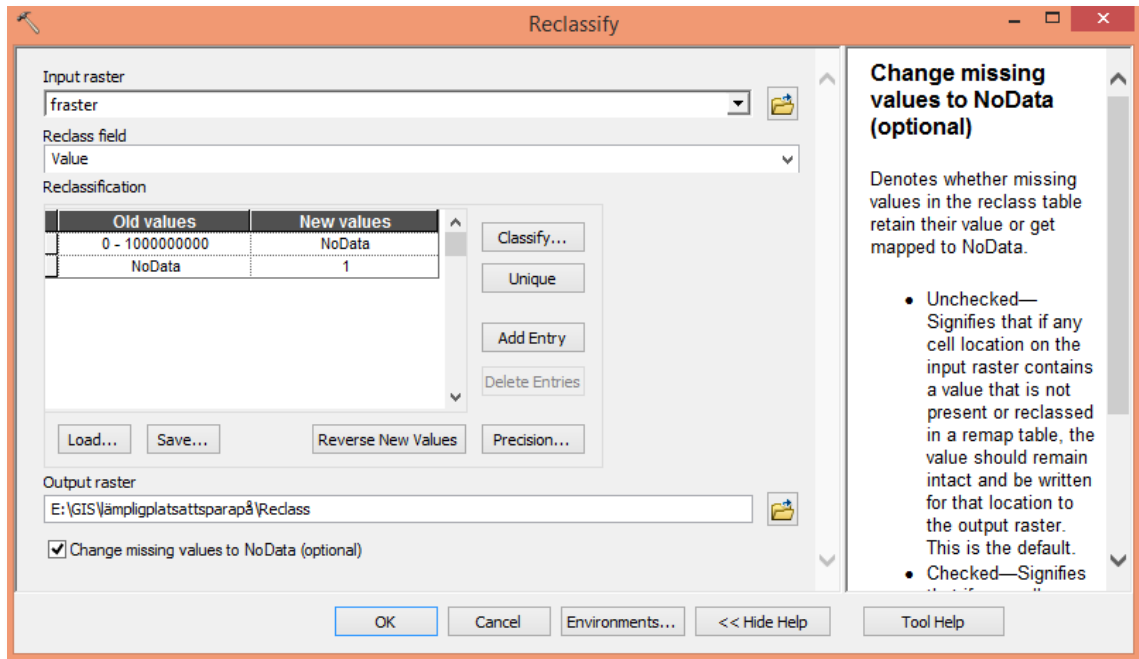 Reclassify
Input raster
fraster
Reclass field
Value
Reclassification
Old values New values
0 - 1000000000 NoData
NoData 1
Classify...
Unique
Add Entry
Delete Entries
Load... Save... Reverse New Values Precision...
Output raster
E:\GIS\lämpligplatsattsparapå\Reclass
Change missing values to NoData (optional)
Change missing
values to NoData
(optional)
Denotes whether missing
values in the reclass table
retain their value or get
mapped to NoData.
• Unchecked—
Signifies that if any
cell location on the
input raster contains
a value that is not
present or reclassed
in a remap table, the
value should remain
intact and be written
for that location to
the output raster.
This is the default.
• Checked—Signifies
OK Cancel Environments... << Hide Help Tool Help